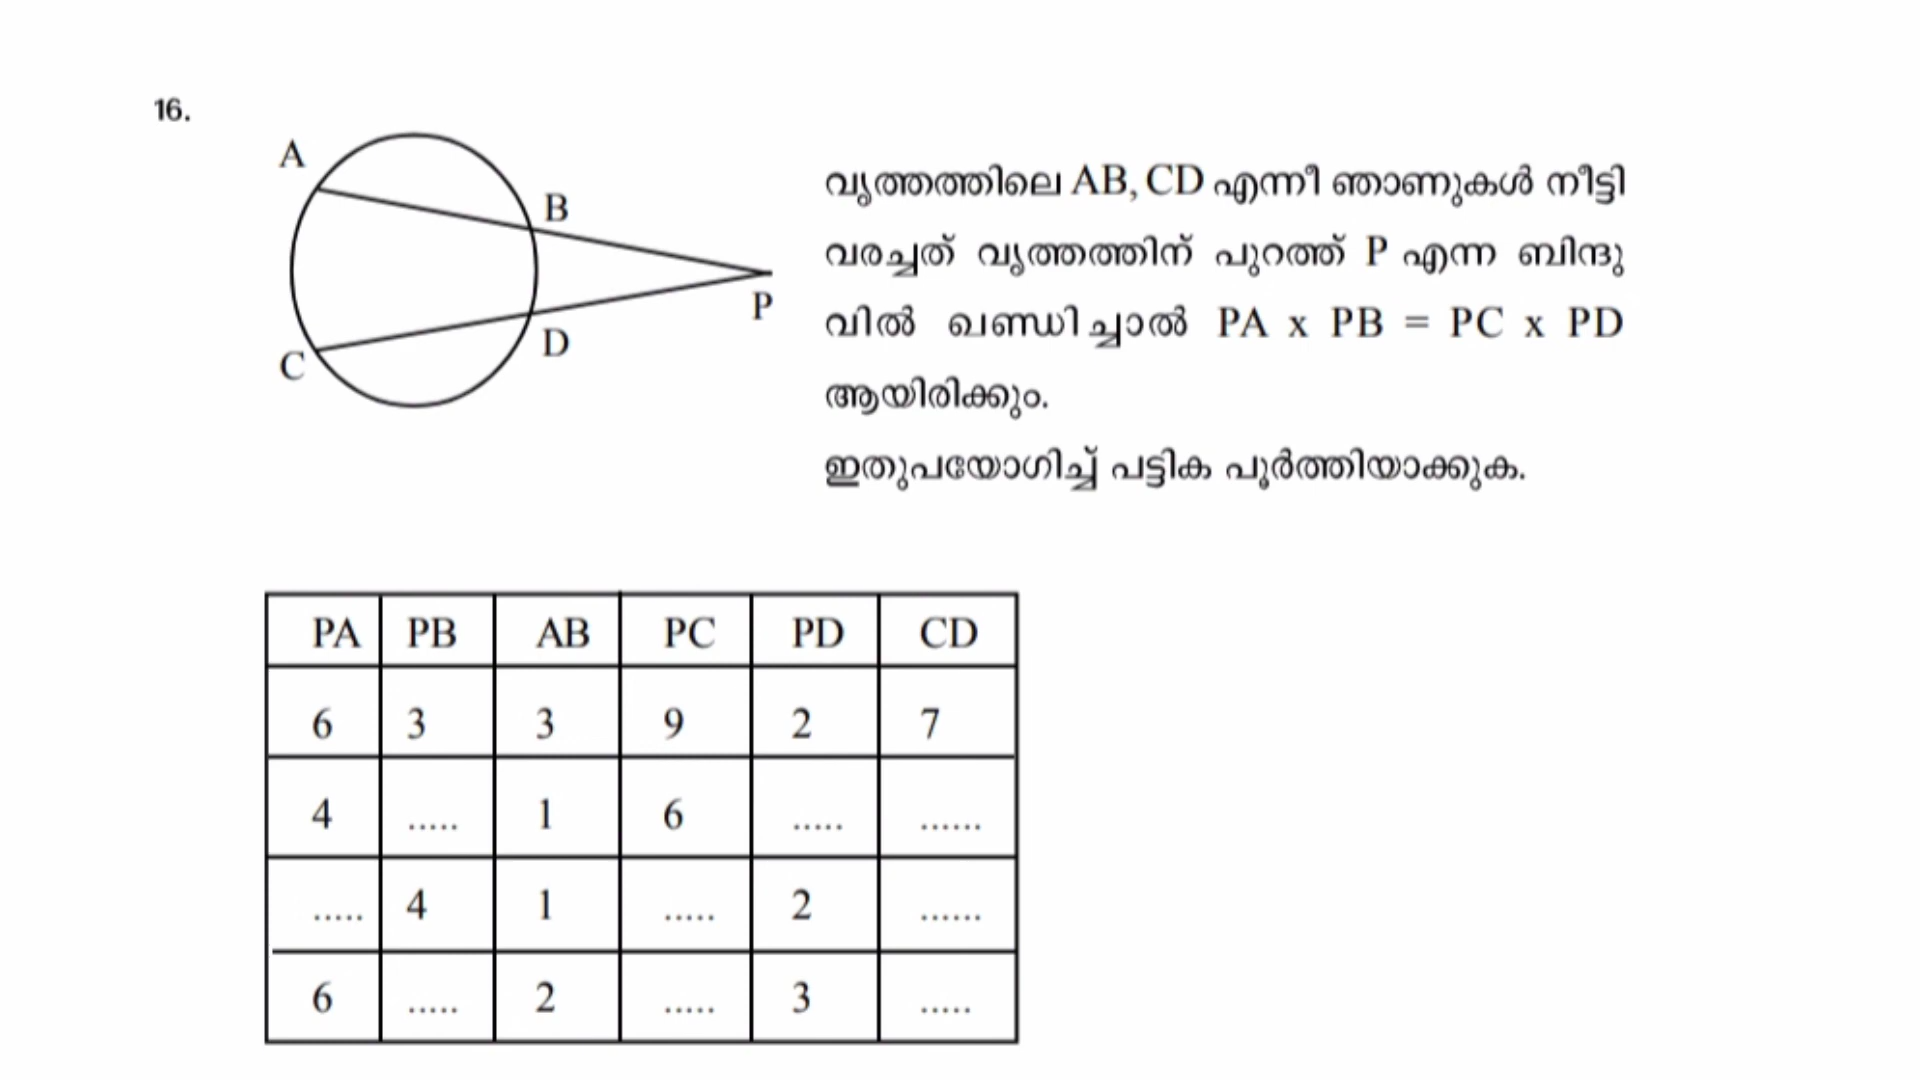 16.
A
B
P
D
C
വൃത്തത്തിലെ AB, CD എന്നീ ഞാണുകൾ നീട്ടി
വരച്ചത് വൃത്തത്തിന് പുറത്ത് P എന്ന ബിന്ദു
വിൽ ഖണ്ഡിച്ചാൽ PA x PB = PC x PD
ആയിരിക്കും.
ഇതുപയോഗിച്ച് പട്ടിക പൂർത്തിയാക്കുക.
PA PB AB PC PD CD
6 3 3 9 2 7
4 ..... 1 6 ..... ......
..... 4 1 ..... 2 ......
6 ..... 2 ..... 3 .....